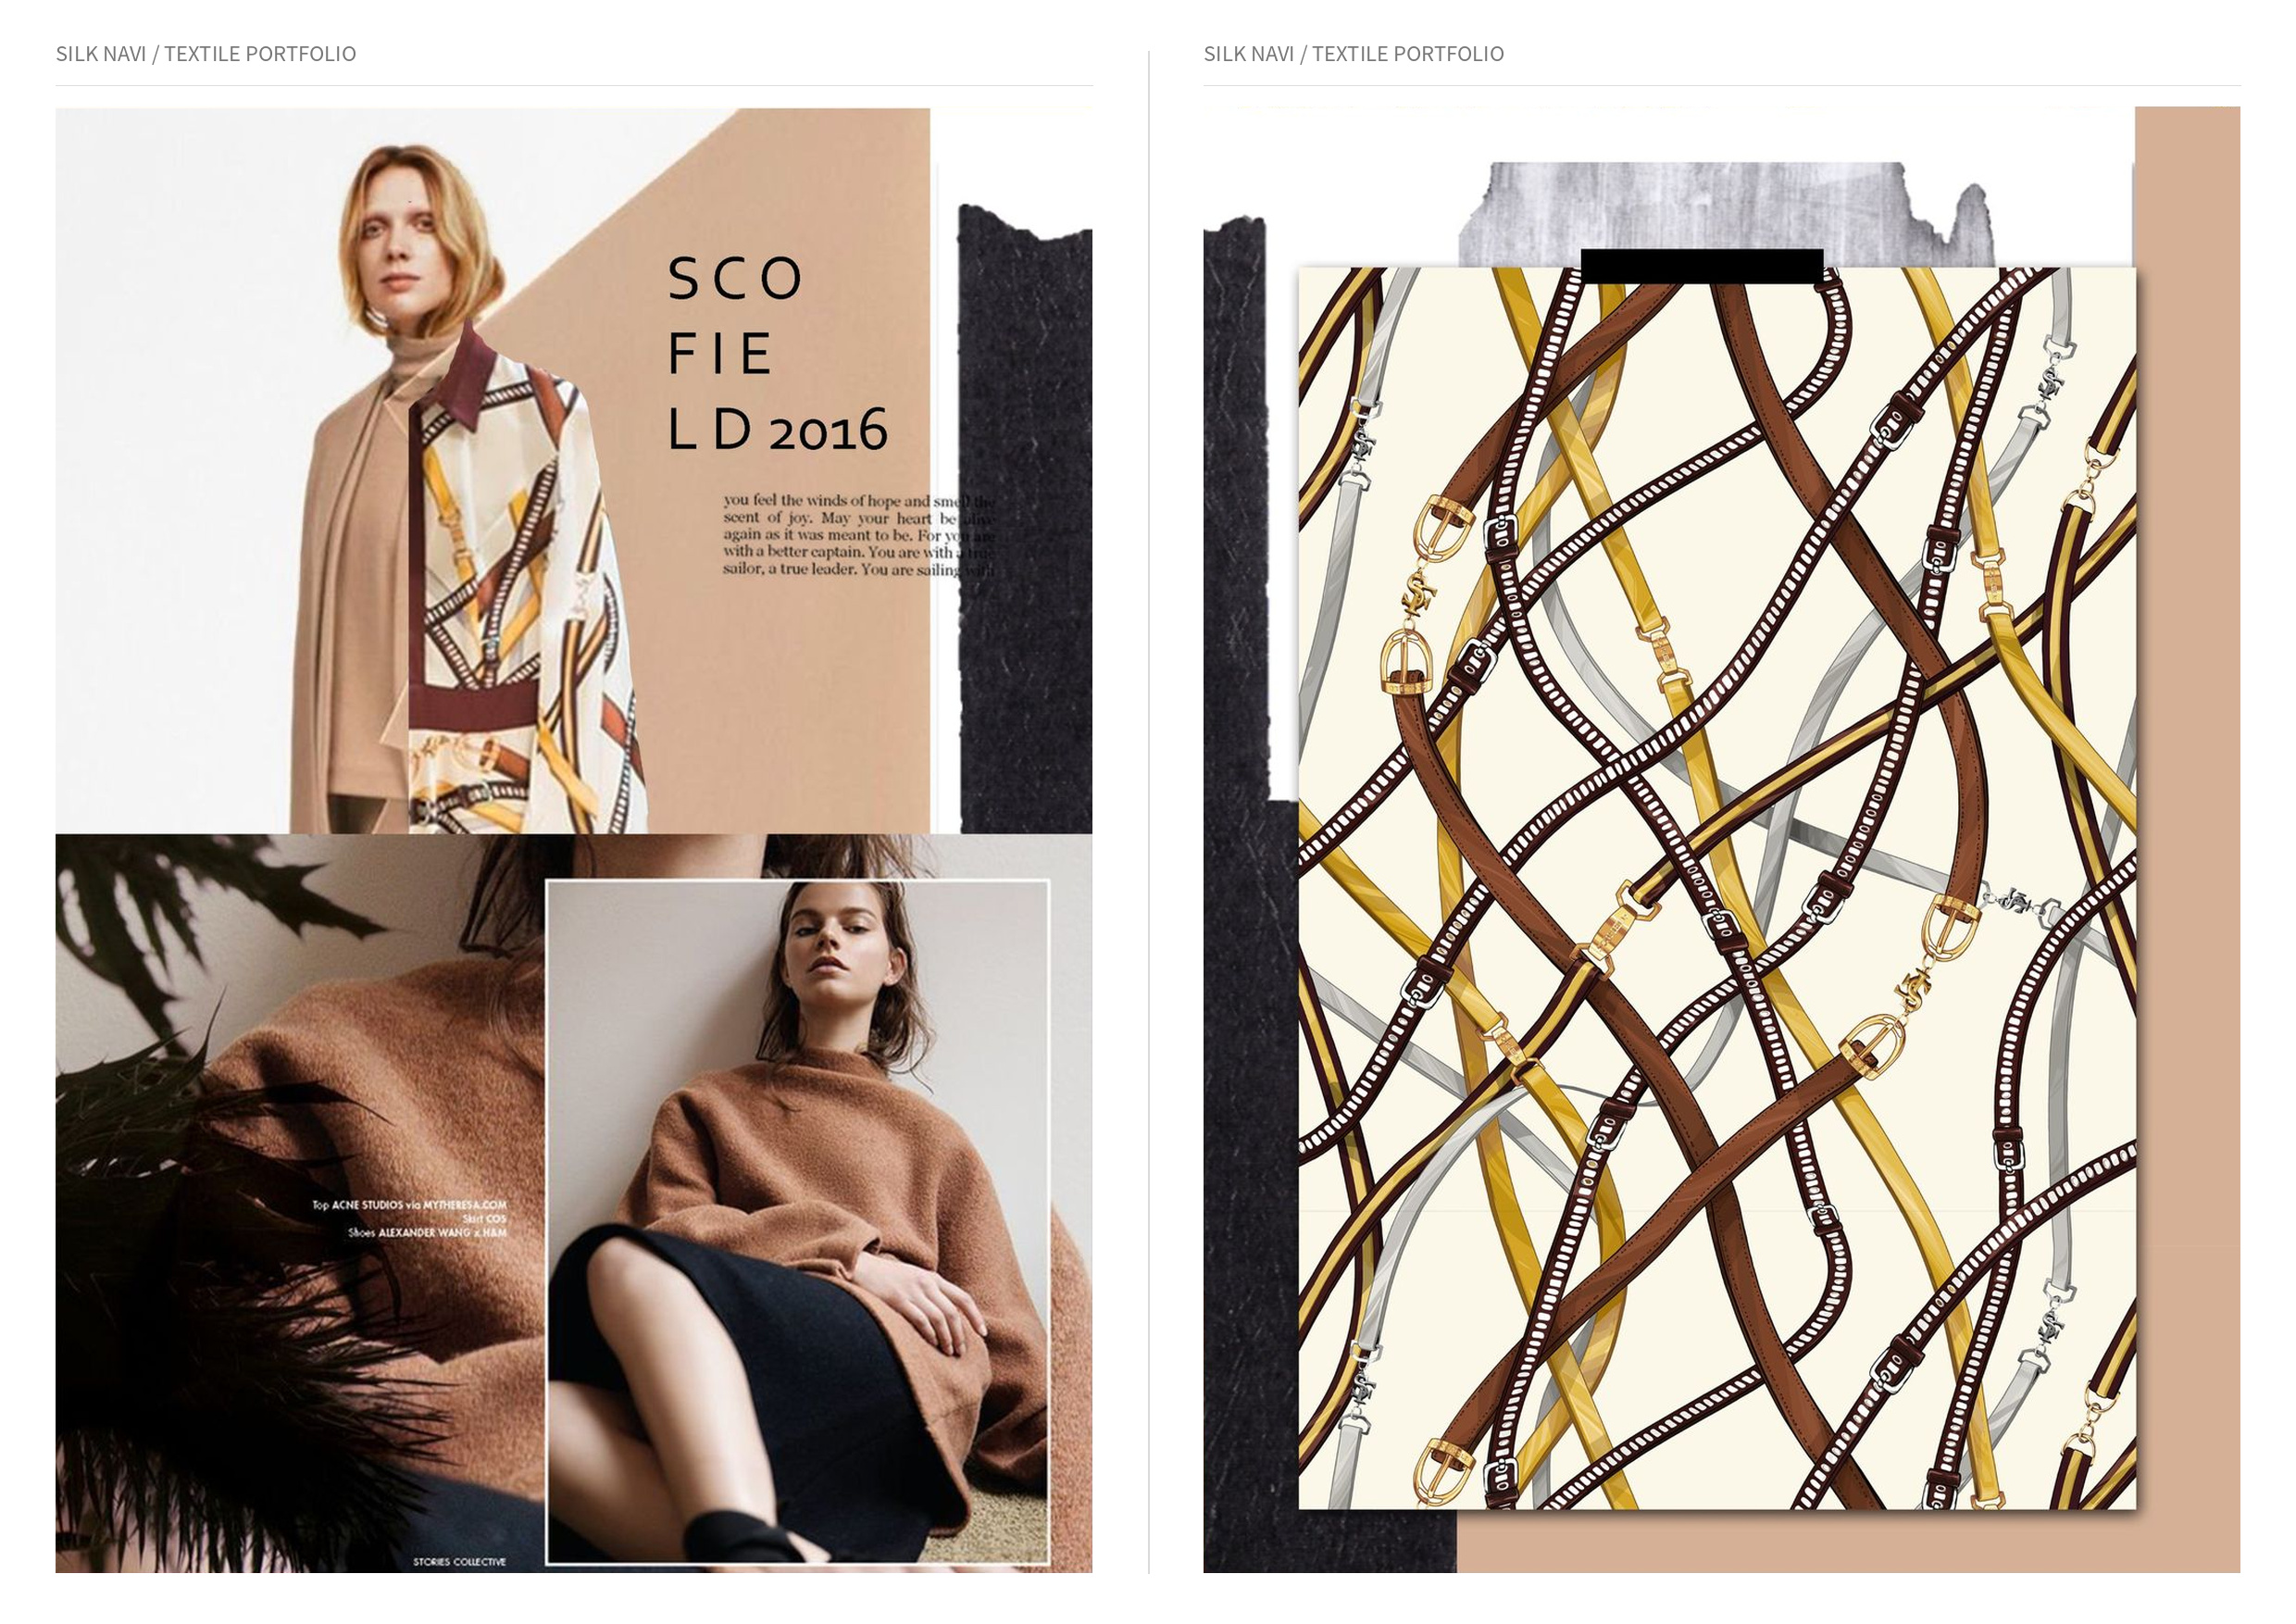 SILK NAVI / TEXTILE PORTFOLIO
SCO
FIE
LD 2016
you feel the winds of hope and smell the
scent of joy. May your heart be alive
again as it was meant to be. For you are
with a better captain. You are with a true
sailor, a true leader. You are sailing with
Top ACNE STUDIOS via MYTHERESA.COM
Skirt COS
Shoes ALEXANDER WANG x H&M
STORIES COLLECTIVE
SILK NAVI / TEXTILE PORTFOLIO